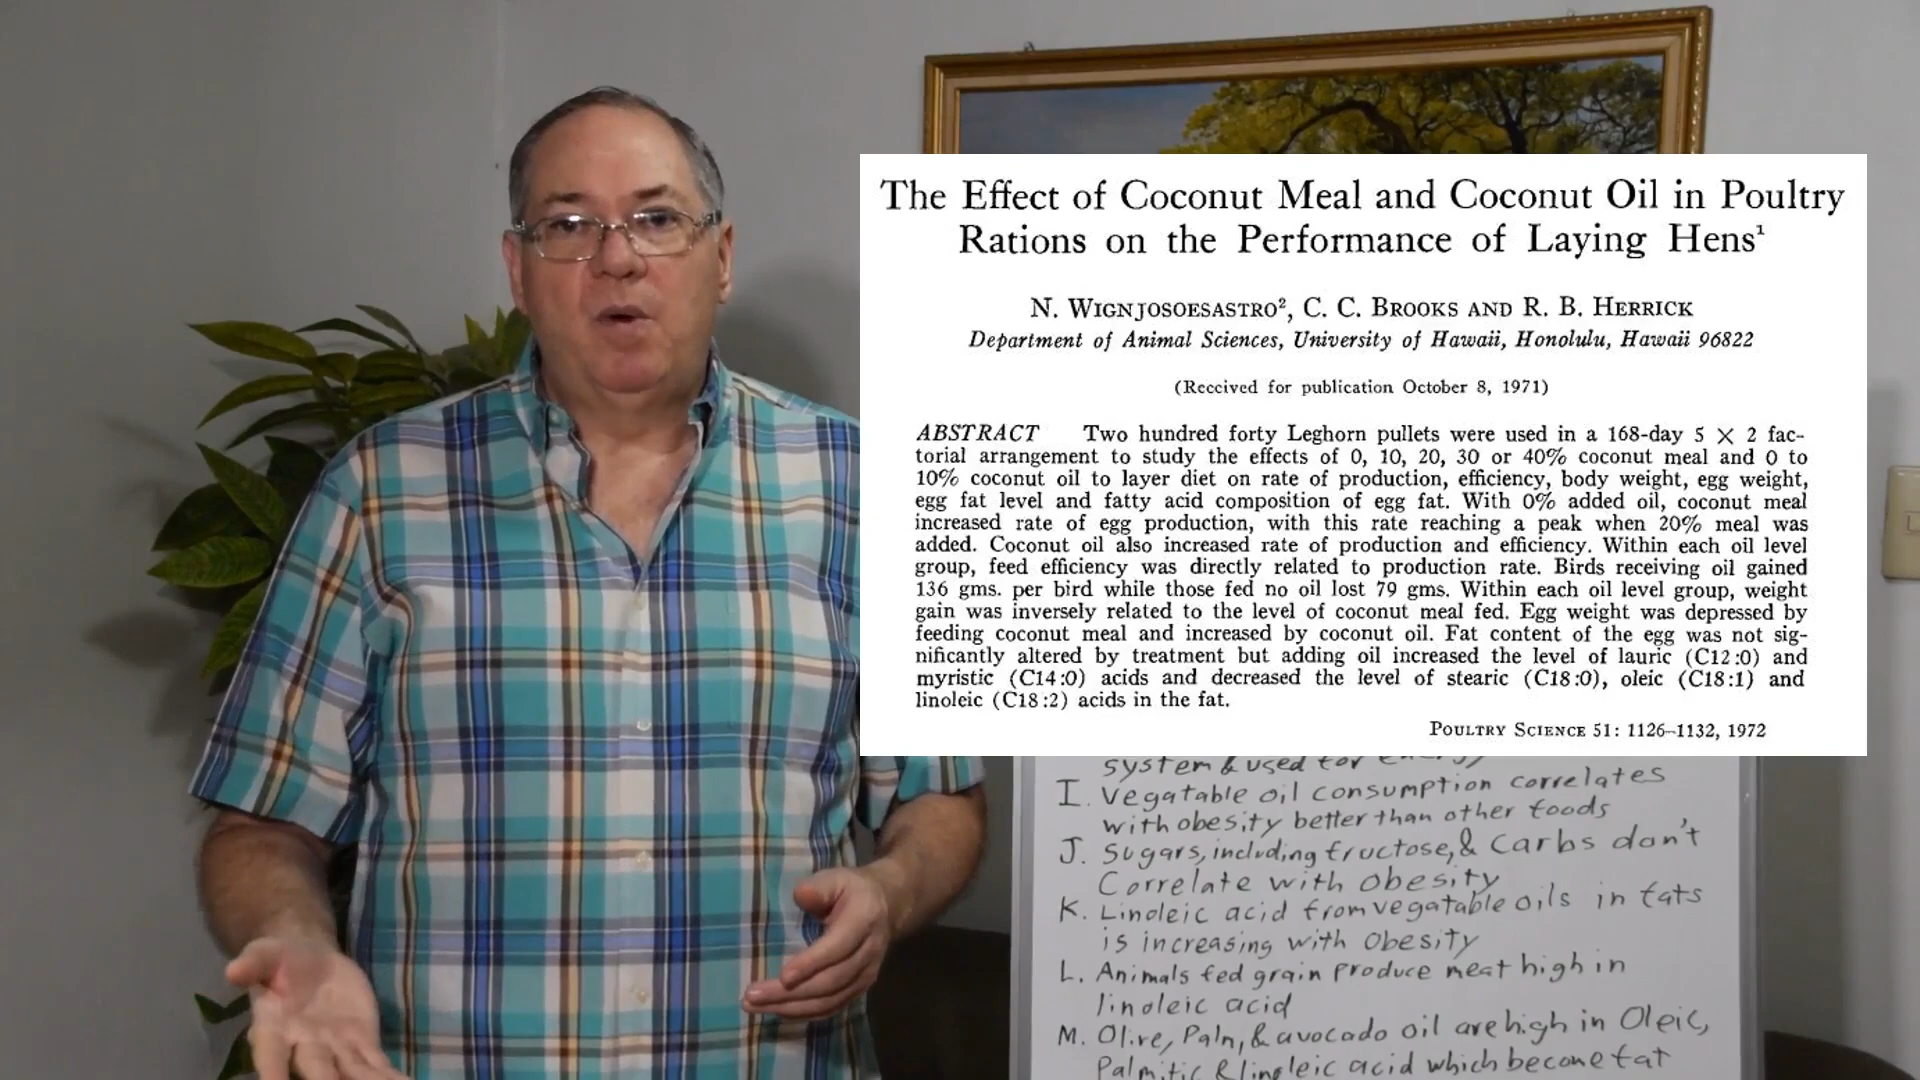 The Effect of Coconut Meal and Coconut Oil in Poultry
Rations on the Performance of Laying Hens¹
N. WIGNJOSOESASTRO², C. C. BROOKS AND R. B. HERRICK
Department of Animal Sciences, University of Hawaii, Honolulu, Hawaii 96822
(Received for publication October 8, 1971)
ABSTRACT Two hundred forty Leghorn pullets were used in a 168-day 5 × 2 fac-
torial arrangement to study the effects of 0, 10, 20, 30 or 40% coconut meal and 0 to
10% coconut oil to layer diet on rate of production, efficiency, body weight, egg weight,
egg fat level and fatty acid composition of egg fat. With 0% added oil, coconut meal
increased rate of egg production, with this rate reaching a peak when 20% meal was
added. Coconut oil also increased rate of production and efficiency. Within each oil level
group, feed efficiency was directly related to production rate. Birds receiving oil gained
136 gms. per bird while those fed no oil lost 79 gms. Within each oil level group, weight
gain was inversely related to the level of coconut meal fed. Egg weight was depressed by
feeding coconut meal and increased by coconut oil. Fat content of the egg was not sig-
nificantly altered by treatment but adding oil increased the level of lauric (C12:0) and
myristic (C14:0) acids and decreased the level of stearic (C18:0), oleic (C18:1) and
linoleic (C18:2) acids in the fat.
POULTRY SCIENCE 51: 1126–1132, 1972
system & used for energy
I. Vegatable oil consumption correlates
with obesity better than other foods
J. Sugars, including fructose, & Carbs don't
Correlate with obesity
K. Linoleic acid from vegatable oils in fats
is increasing with obesity
L. Animals fed grain produce meat high in
linoleic acid
M. Olive, Palm, & avocado oil are high in Oleic,
Palmitic & linoleic acid which become fat